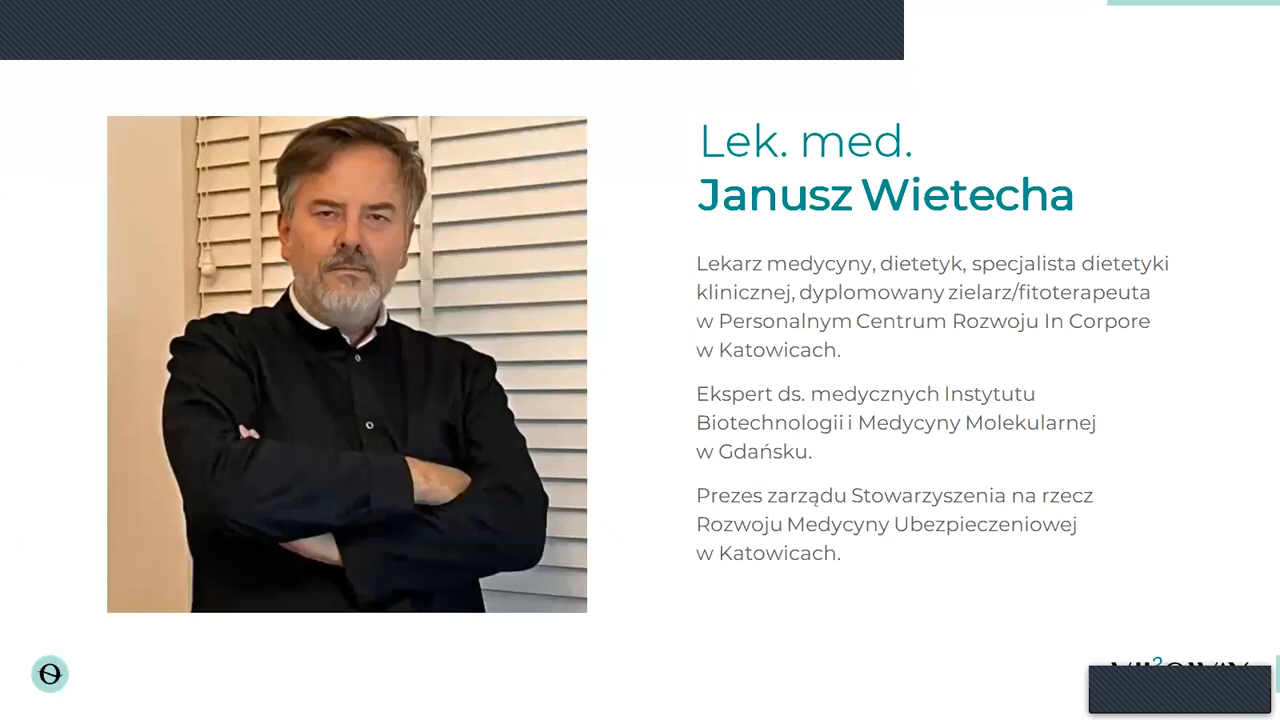 Lek. med.
Janusz Wietecha
Lekarz medycyny, dietetyk, specjalista dietetyki
klinicznej, dyplomowany zielarz/fitoterapeuta
w Personalnym Centrum Rozwoju In Corpore
w Katowicach.
Ekspert ds. medycznych Instytutu
Biotechnologii i Medycyny Molekularnej
w Gdańsku.
Prezes zarządu Stowarzyszenia na rzecz
Rozwoju Medycyny Ubezpieczeniowej
w Katowicach.